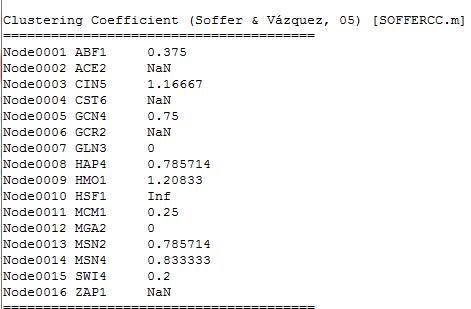 Clustering Coefficient (Soffer & Vázquez, 05) [SOFFERCC.m]
=======================================
Node0001 ABF1 0.375
Node0002 ACE2 NaN
Node0003 CIN5 1.16667
Node0004 CST6 NaN
Node0005 GCN4 0.75
Node0006 GCR2 NaN
Node0007 GLN3 0
Node0008 HAP4 0.785714
Node0009 HMO1 1.20833
Node0010 HSF1 Inf
Node0011 MCM1 0.25
Node0012 MGA2 0
Node0013 MSN2 0.785714
Node0014 MSN4 0.833333
Node0015 SWI4 0.2
Node0016 ZAP1 NaN
=======================================